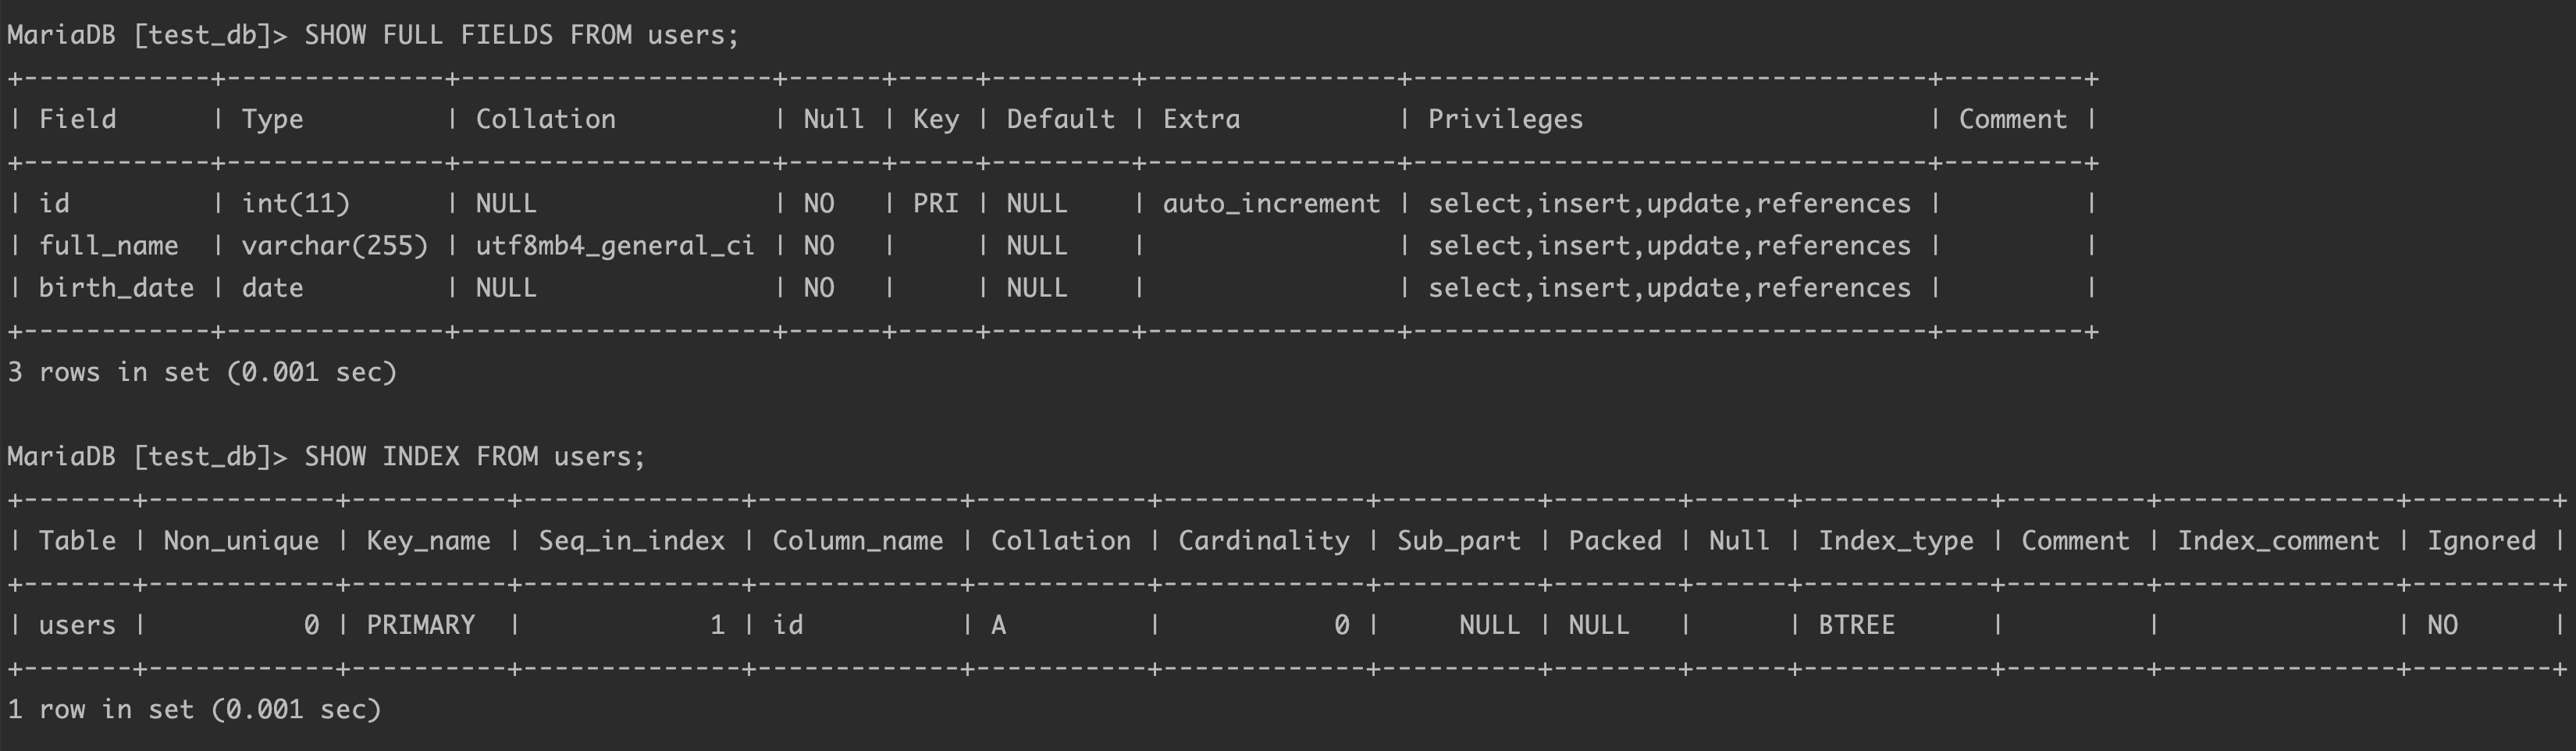 MariaDB [test_db]> SHOW FULL FIELDS FROM users;
+------------+--------------+--------------------+------+-----+---------+----------------+---------------------------------+---------+
| Field      | Type         | Collation          | Null | Key | Default | Extra          | Privileges                      | Comment |
+------------+--------------+--------------------+------+-----+---------+----------------+---------------------------------+---------+
| id         | int(11)      | NULL               | NO   | PRI | NULL    | auto_increment | select,insert,update,references |         |
| full_name  | varchar(255) | utf8mb4_general_ci | NO   |     | NULL    |                | select,insert,update,references |         |
| birth_date | date         | NULL               | NO   |     | NULL    |                | select,insert,update,references |         |
+------------+--------------+--------------------+------+-----+---------+----------------+---------------------------------+---------+
3 rows in set (0.001 sec)
MariaDB [test_db]> SHOW INDEX FROM users;
+-------+------------+----------+--------------+-------------+-----------+-------------+----------+--------+------+------------+---------+---------------+---------+
| Table | Non_unique | Key_name | Seq_in_index | Column_name | Collation | Cardinality | Sub_part | Packed | Null | Index_type | Comment | Index_comment | Ignored |
+-------+------------+----------+--------------+-------------+-----------+-------------+----------+--------+------+------------+---------+---------------+---------+
| users |          0 | PRIMARY  |            1 | id          | A         |           0 |     NULL | NULL   |      | BTREE      |         |               | NO      |
+-------+------------+----------+--------------+-------------+-----------+-------------+----------+--------+------+------------+---------+---------------+---------+
1 row in set (0.001 sec)